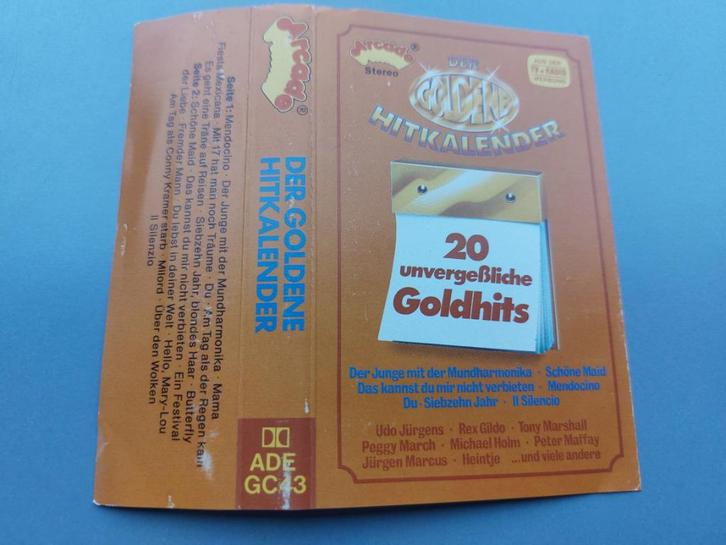 Seite 1: Mendocino · Der Junge mit der Mundharmonika · Mama
Fiesta Mexicana · Mit 17 hat man noch Träume · Du · Am Tag als der Regen kam
Es geht eine Träne auf Reisen · Siebzehn Jahr, blondes Haar · Butterfly
Seite 2: Schöne Maid · Das kannst du mir nicht verbieten · Ein Festival
der Liebe · Fremder Mann · Du lebst in deiner Welt · Hello, Mary-Lou
Am Tag als Conny Kramer starb · Milord · Über den Wolken
Il Silenzio
Arcade®
DER GOLDENE
HITKALENDER
ADE
GC43
Arcade®
Stereo
DER
GOLDENE
HITKALENDER
AUS DER
TV + RADIO
WERBUNG
20
unvergeßliche
Goldhits
Der Junge mit der Mundharmonika · Schöne Maid
Das kannst du mir nicht verbieten · Mendocino
Du · Siebzehn Jahr · Il Silencio
Udo Jürgens · Rex Gildo · Tony Marshall
Peggy March · Michael Holm · Peter Maffay
Jürgen Marcus · Heintje ...und viele andere